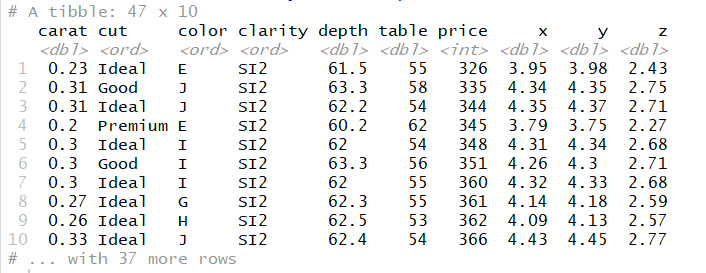 # A tibble: 47 x 10
carat cut color clarity depth table price x y z
<dbl> <ord> <ord> <ord> <dbl> <dbl> <int> <dbl> <dbl> <dbl>
1 0.23 Ideal E SI2 61.5 55 326 3.95 3.98 2.43
2 0.31 Good J SI2 63.3 58 335 4.34 4.35 2.75
3 0.31 Ideal J SI2 62.2 54 344 4.35 4.37 2.71
4 0.2 Premium E SI2 60.2 62 345 3.79 3.75 2.27
5 0.3 Ideal I SI2 62 54 348 4.31 4.34 2.68
6 0.3 Good I SI2 63.3 56 351 4.26 4.3 2.71
7 0.3 Ideal I SI2 62 55 360 4.32 4.33 2.68
8 0.27 Ideal G SI2 62.3 55 361 4.14 4.18 2.59
9 0.26 Ideal H SI2 62.5 53 362 4.09 4.13 2.57
10 0.33 Ideal J SI2 62.4 54 366 4.43 4.45 2.77
# ... with 37 more rows